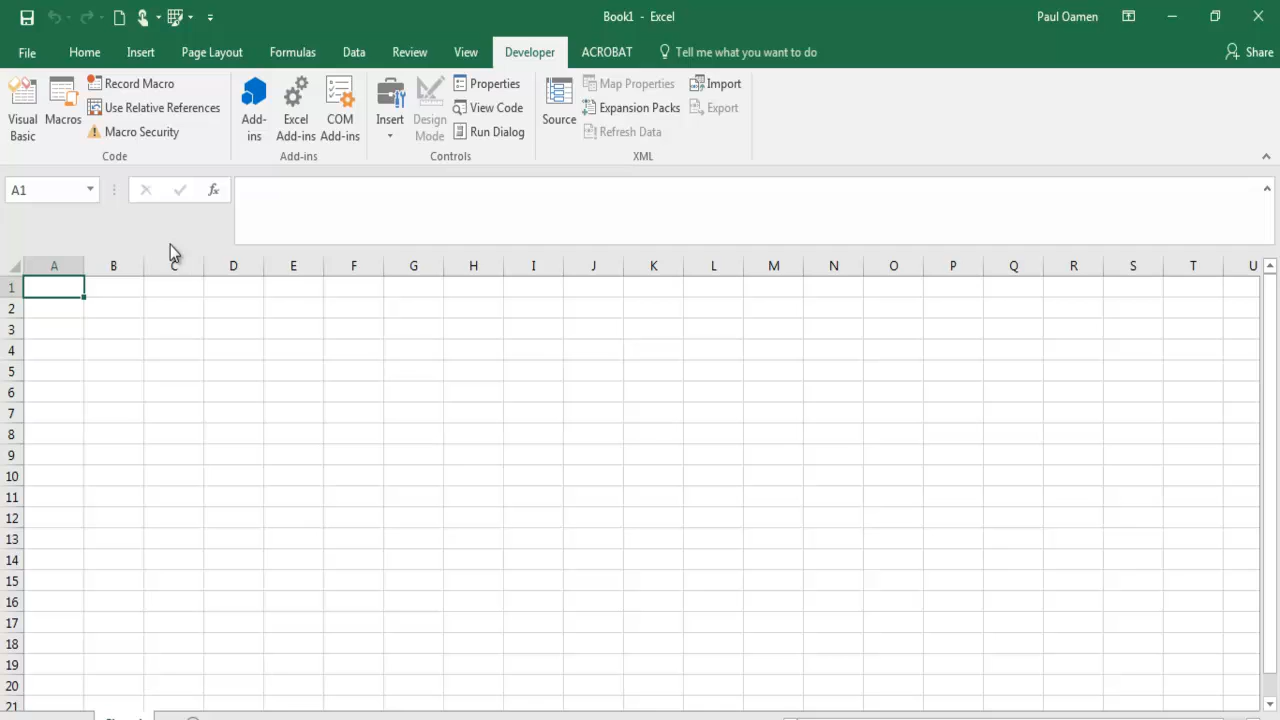 Book1 - Excel
Paul Oamen
File Home Insert Page Layout Formulas Data Review View Developer ACROBAT Tell me what you want to do Share
Visual Basic
Macros
Record Macro
Use Relative References
Macro Security
Code
Add-ins
Excel Add-ins
COM Add-ins
Add-ins
Insert
Design Mode
Properties
View Code
Run Dialog
Controls
Source
Map Properties
Expansion Packs
Refresh Data
Import
Export
XML
A1
fx
A B C D E F G H I J K L M N O P Q R S T U
1
2
3
4
5
6
7
8
9
10
11
12
13
14
15
16
17
18
19
20
21